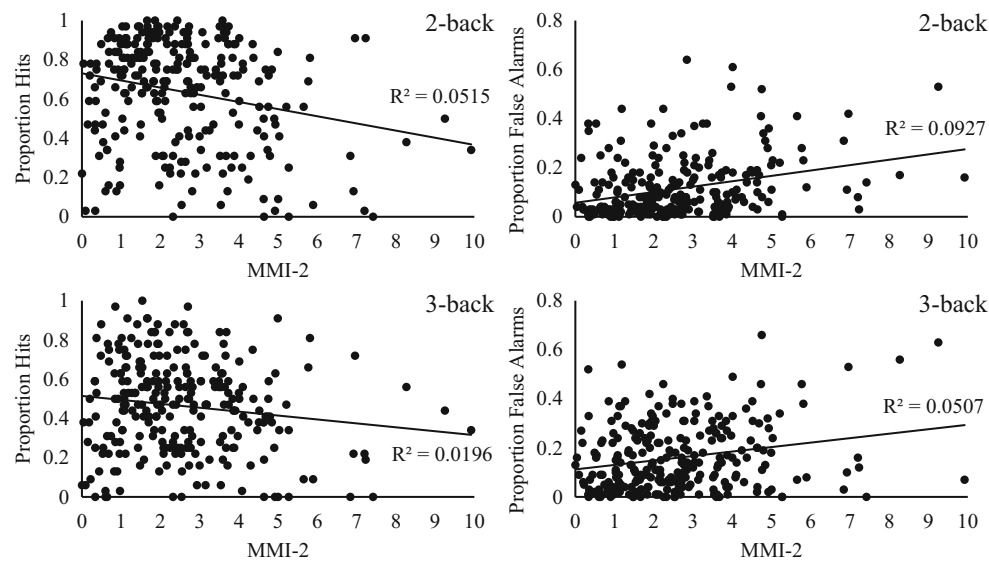 2-back
Proportion Hits
1
0.8
0.6
0.4
0.2
0
R² = 0.0515
0 1 2 3 4 5 6 7 8 9 10
MMI-2
2-back
Proportion False Alarms
0.8
0.6
0.4
0.2
0
R² = 0.0927
0 1 2 3 4 5 6 7 8 9 10
MMI-2
3-back
Proportion Hits
1
0.8
0.6
0.4
0.2
0
R² = 0.0196
0 1 2 3 4 5 6 7 8 9 10
MMI-2
3-back
Proportion False Alarms
0.8
0.6
0.4
0.2
0
R² = 0.0507
0 1 2 3 4 5 6 7 8 9 10
MMI-2